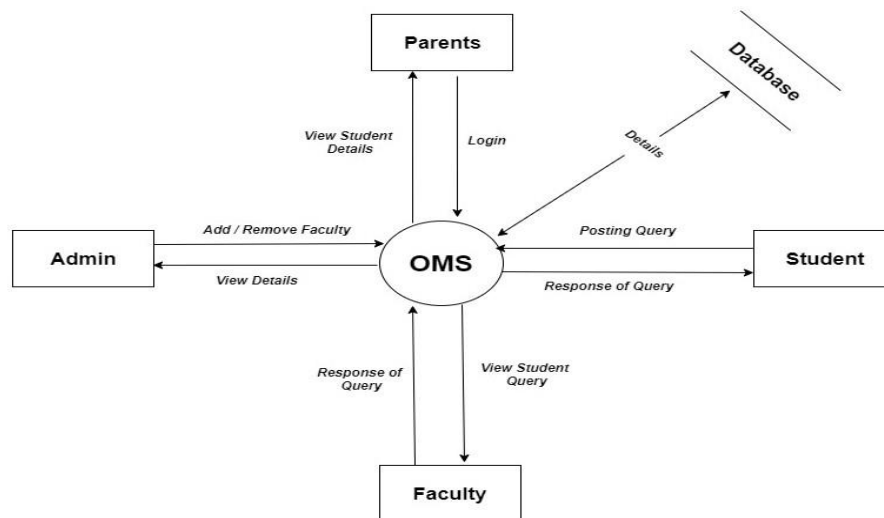 Parents
Database
View Student
Details
Login
Details
Add / Remove Faculty
Posting Query
Admin
OMS
Student
View Details
Response of Query
Response of
Query
View Student
Query
Faculty